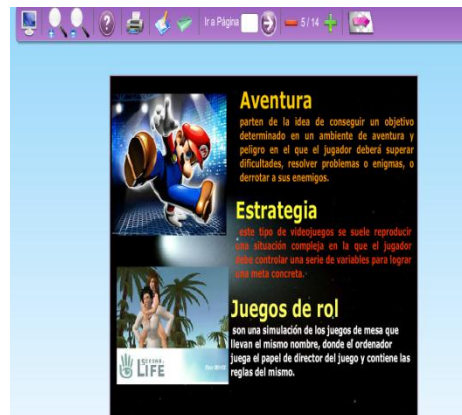 Ir a Página
5 / 14
Aventura
parten de la idea de conseguir un objetivo
determinado en un ambiente de aventura y
peligro en el que el jugador deberá superar
dificultades, resolver problemas o enigmas, o
derrotar a sus enemigos.
Estrategia
este tipo de videojuegos se suele reproducir
una situación compleja en la que el jugador
debe controlar una serie de variables para lograr
una meta concreta.
Juegos de rol
son una simulación de los juegos de mesa que
llevan el mismo nombre, donde el ordenador
juega el papel de director del juego y contiene las
reglas del mismo.
SECOND
LIFE